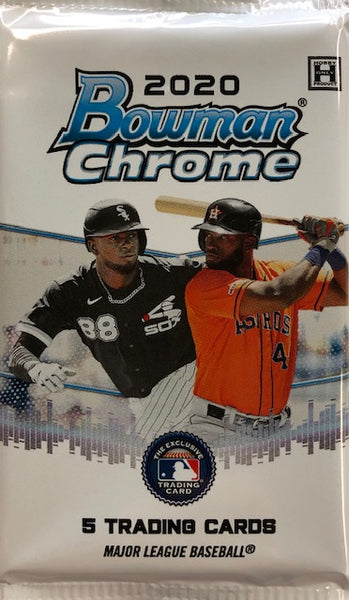 2020
HOBBY
H
ONLY
PRODUCT
Bowman®
Chrome
88
SOX
ASTROS
4
THE EXCLUSIVE
TRADING
CARD
5 TRADING CARDS
MAJOR LEAGUE BASEBALL®